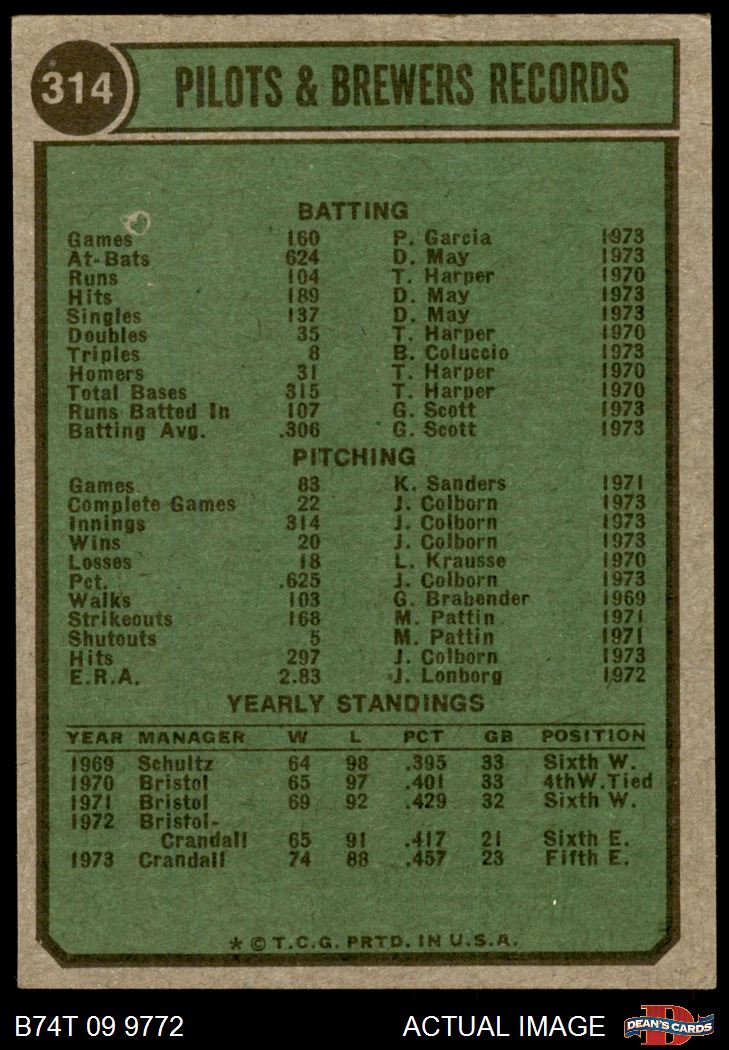 314 PILOTS & BREWERS RECORDS
BATTING
Games 160 P. Garcia 1973
At-Bats 624 D. May 1973
Runs 104 T. Harper 1970
Hits 189 D. May 1973
Singles 137 D. May 1973
Doubles 35 T. Harper 1970
Triples 8 B. Coluccio 1973
Homers 31 T. Harper 1970
Total Bases 315 T. Harper 1970
Runs Batted In 107 G. Scott 1973
Batting Avg. .306 G. Scott 1973
PITCHING
Games 83 K. Sanders 1971
Complete Games 22 J. Colborn 1973
Innings 314 J. Colborn 1973
Wins 20 J. Colborn 1973
Losses 18 L. Krausse 1970
Pct. .625 J. Colborn 1973
Walks 103 G. Brabender 1969
Strikeouts 168 M. Pattin 1971
Shutouts 5 M. Pattin 1971
Hits 297 J. Colborn 1973
E.R.A. 2.83 J. Lonborg 1972
YEARLY STANDINGS
YEAR MANAGER W L PCT GB POSITION
1969 Schultz 64 98 .395 33 Sixth W.
1970 Bristol 65 97 .401 33 4thW.Tied
1971 Bristol 69 92 .429 32 Sixth W.
1972 Bristol-
Crandall 65 91 .417 21 Sixth E.
1973 Crandall 74 88 .457 23 Fifth E.
* © T.C.G. PRTD. IN U.S.A.
B74T 09 9772 ACTUAL IMAGE D DEAN'S CARDS